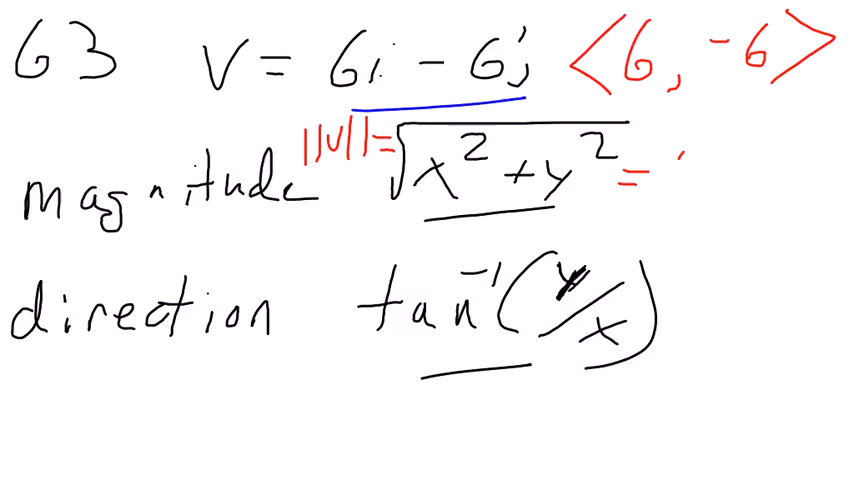 63 v = 6i - 6j <6, -6>
magnitude ||v|| = √x² + y² =
direction tan⁻¹(y/x)